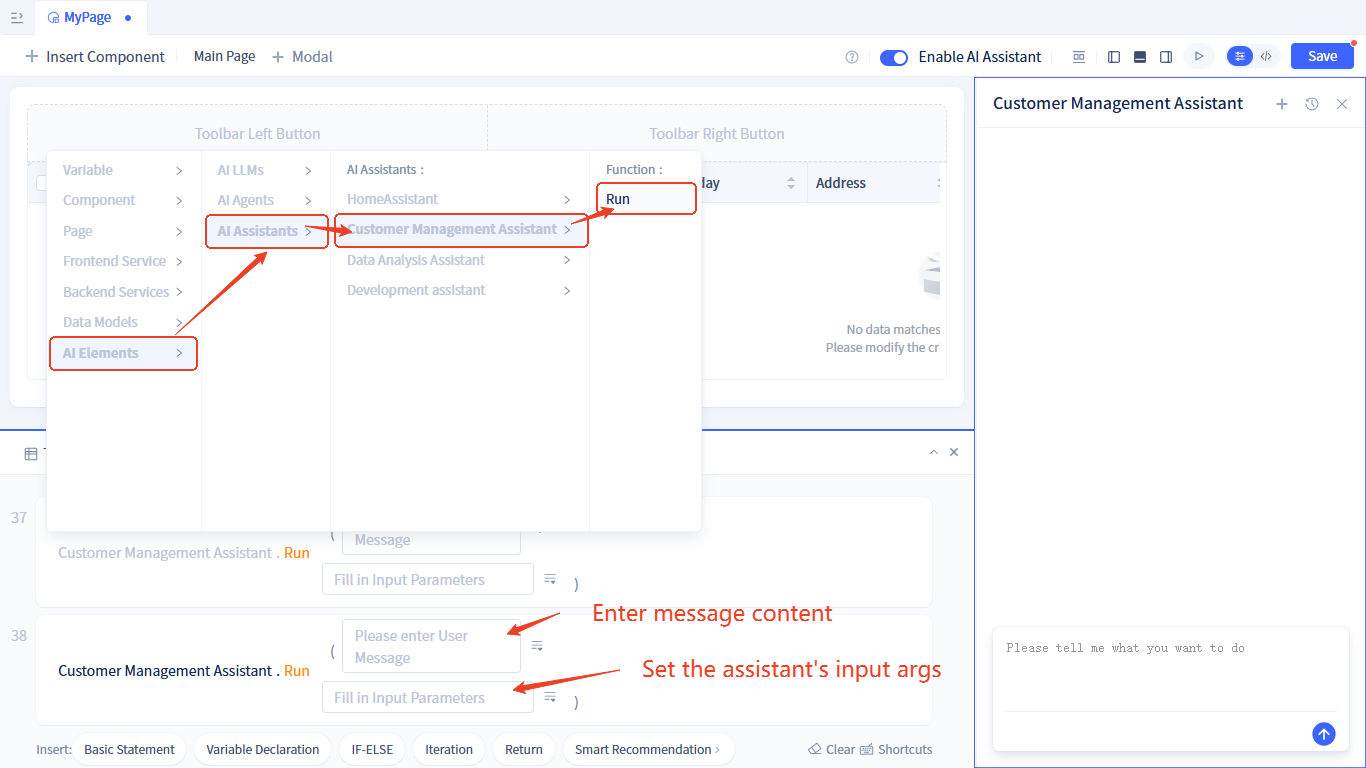 MyPage
Insert Component
Main Page
Modal
Enable AI Assistant
Save
Toolbar Left Button
Toolbar Right Button
Customer Management Assistant
Variable
Component
Page
Frontend Service
Backend Services
Data Models
AI Elements
AI LLMs
AI Agents
AI Assistants
AI Assistants :
HomeAssistant
Customer Management Assistant
Data Analysis Assistant
Development assistant
Function :
Run
Address
No data matches
Please modify the
37
Customer Management Assistant . Run
(
Message
Fill in Input Parameters
)
38
Customer Management Assistant . Run
(
Please enter User
Message
Fill in Input Parameters
)
Enter message content
Set the assistant's input args
Insert:
Basic Statement
Variable Declaration
IF-ELSE
Iteration
Return
Smart Recommendation
Clear
Shortcuts
Please tell me what you want to do